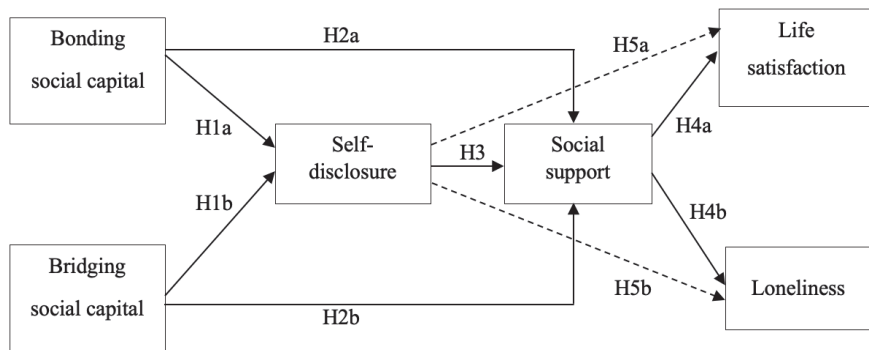 Bonding
social capital
H2a
H5a
Life
satisfaction
H1a
H4a
Self-
disclosure
H3
Social
support
H1b
H4b
Bridging
social capital
H2b
H5b
Loneliness